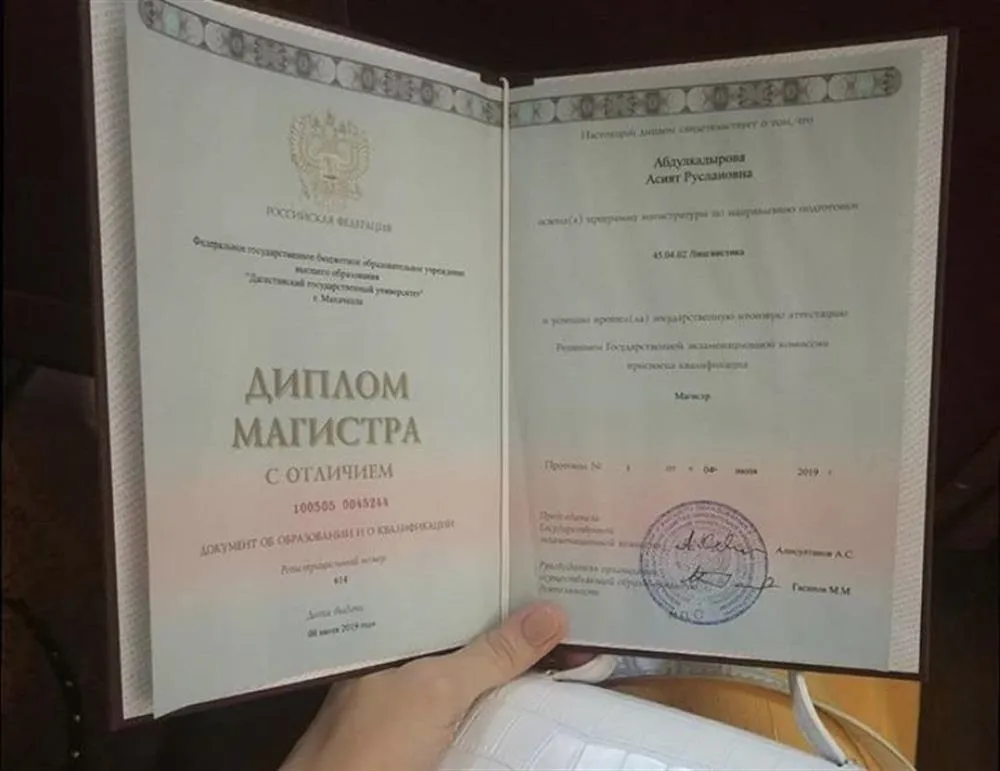 РОССИЙСКАЯ ФЕДЕРАЦИЯ
Федеральное государственное бюджетное образовательное учреждение
высшего образования
"Дагестанский государственный университет"
г. Махачкала
ДИПЛОМ
МАГИСТРА
С ОТЛИЧИЕМ
100505 0045244
ДОКУМЕНТ ОБ ОБРАЗОВАНИИ И О КВАЛИФИКАЦИИ
Регистрационный номер
Дата выдачи
08 июля 2019 года
Настоящий диплом свидетельствует о том, что
Абдулкадырова
Асият Руслановна
освоил(а) программу магистратуры по направлению подготовки
45.04.02 Лингвистика
и успешно прошел(ла) государственную итоговую аттестацию
Решением Государственной экзаменационной комиссии
присвоена квалификация
Магистр
Протокол № 1 от « 04» июля 2019 г.
Председатель
Государственной
экзаменационной комиссии
Алисултанов А.С.
Руководитель организации,
осуществляющей образовательную
деятельность
Гасанов М.М.
М.П.